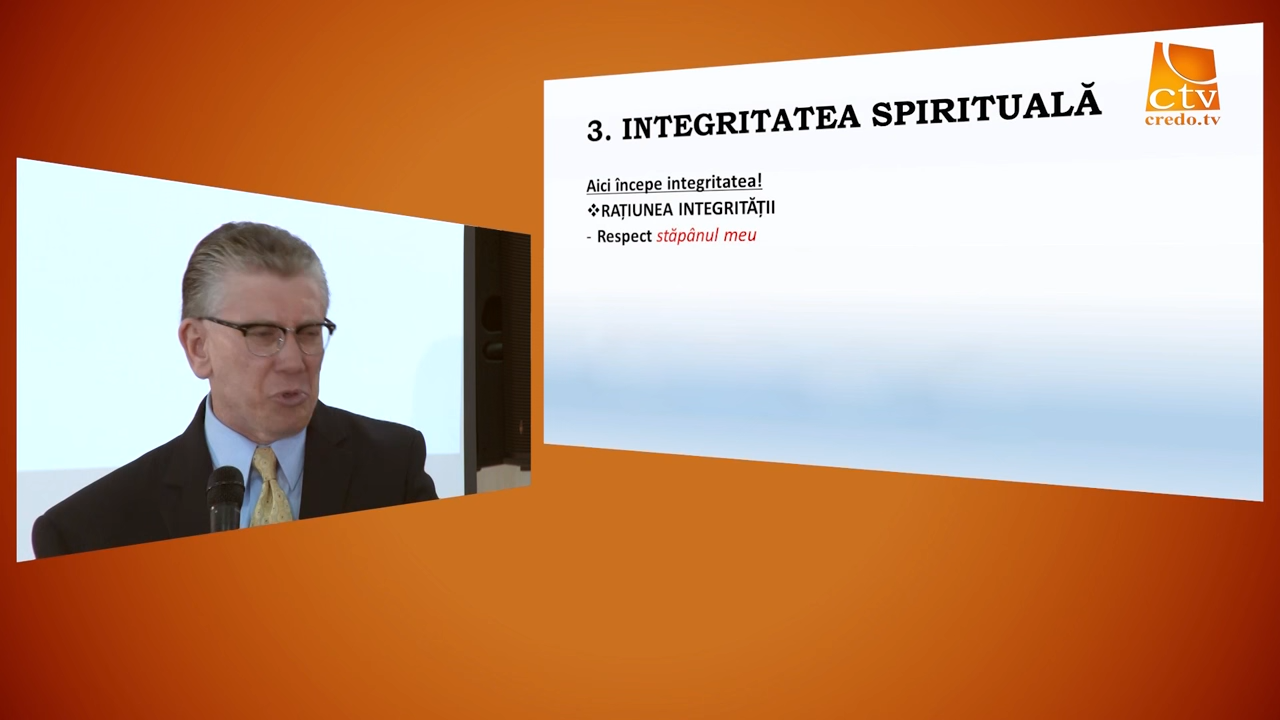 3. INTEGRITATEA SPIRITUALĂ
ctv
credo.tv
Aici începe integritatea!
❖RAȚIUNEA INTEGRITĂȚII
- Respect stăpânul meu